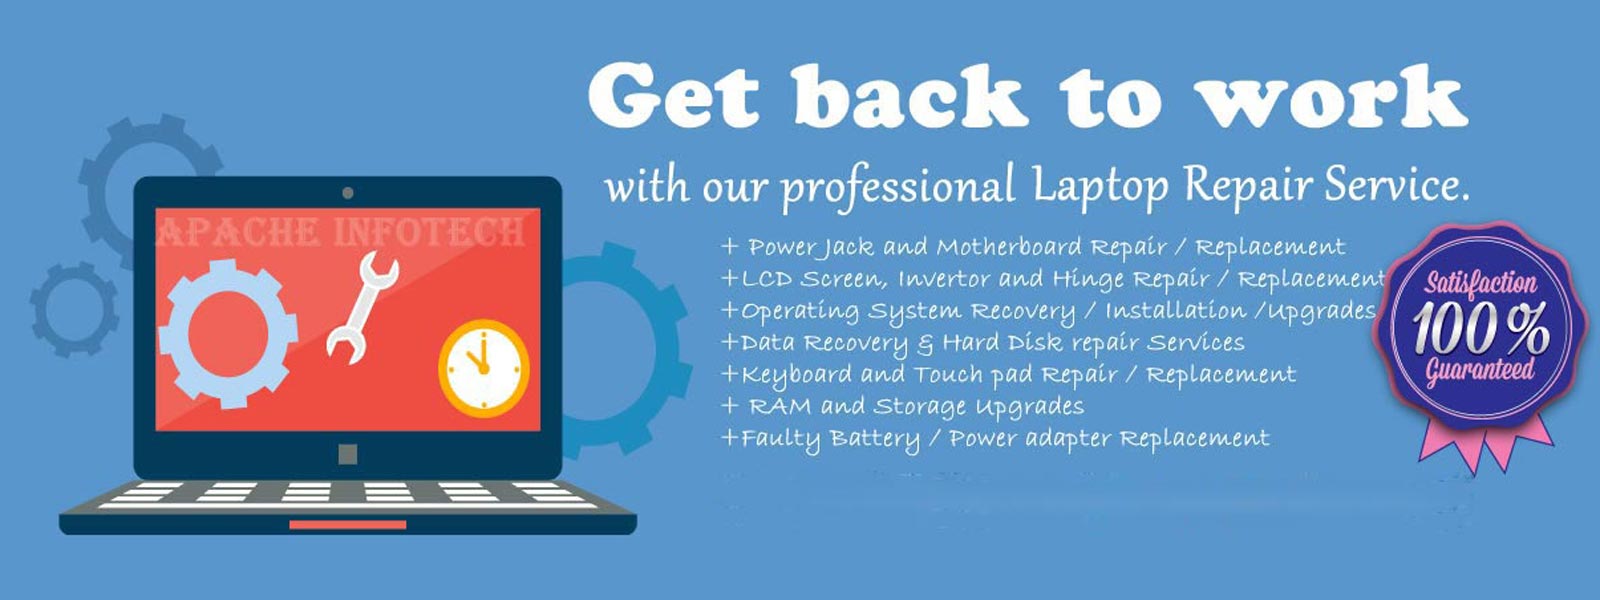 Get back to work
with our professional Laptop Repair Service.
APACHE INFOTECH
+ Power Jack and Motherboard Repair / Replacement
+LCD Screen, Invertor and Hinge Repair / Replacement
+Operating System Recovery / Installation /Upgrades
+Data Recovery & Hard Disk repair Services
+Keyboard and Touch pad Repair / Replacement
+ RAM and Storage Upgrades
+Faulty Battery / Power adapter Replacement
Satisfaction
100%
Guaranteed